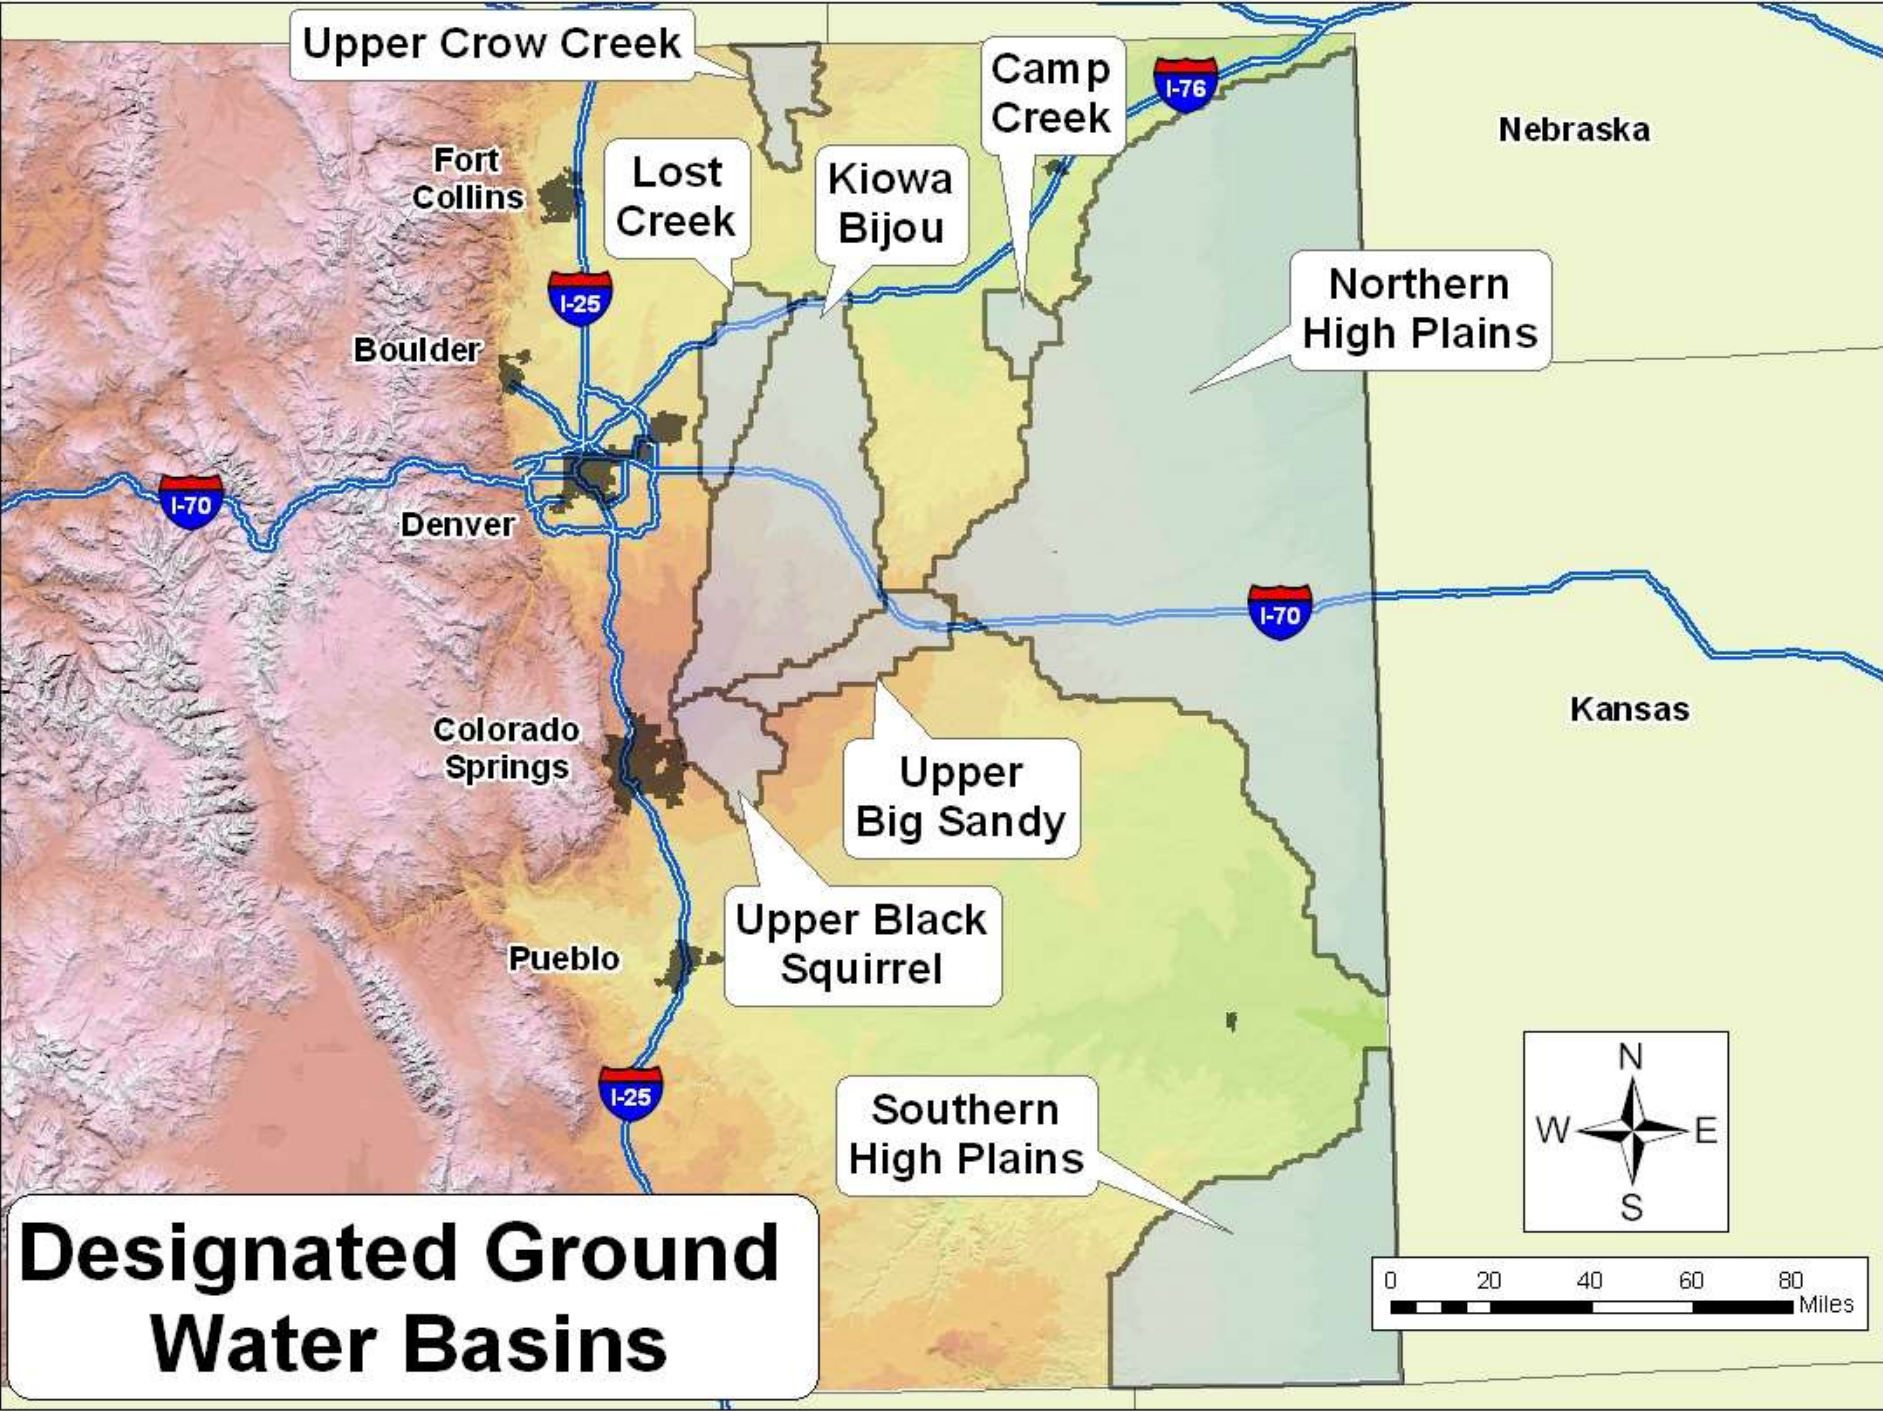 Upper Crow Creek
Camp
Creek
I-76
Nebraska
Fort
Collins
Lost
Creek
Kiowa
Bijou
I-25
Northern
High Plains
Boulder
I-70
Denver
I-70
Kansas
Colorado
Springs
Upper
Big Sandy
Upper Black
Squirrel
Pueblo
I-25
Southern
High Plains
N
W E
S
Designated Ground
Water Basins
0 20 40 60 80
Miles